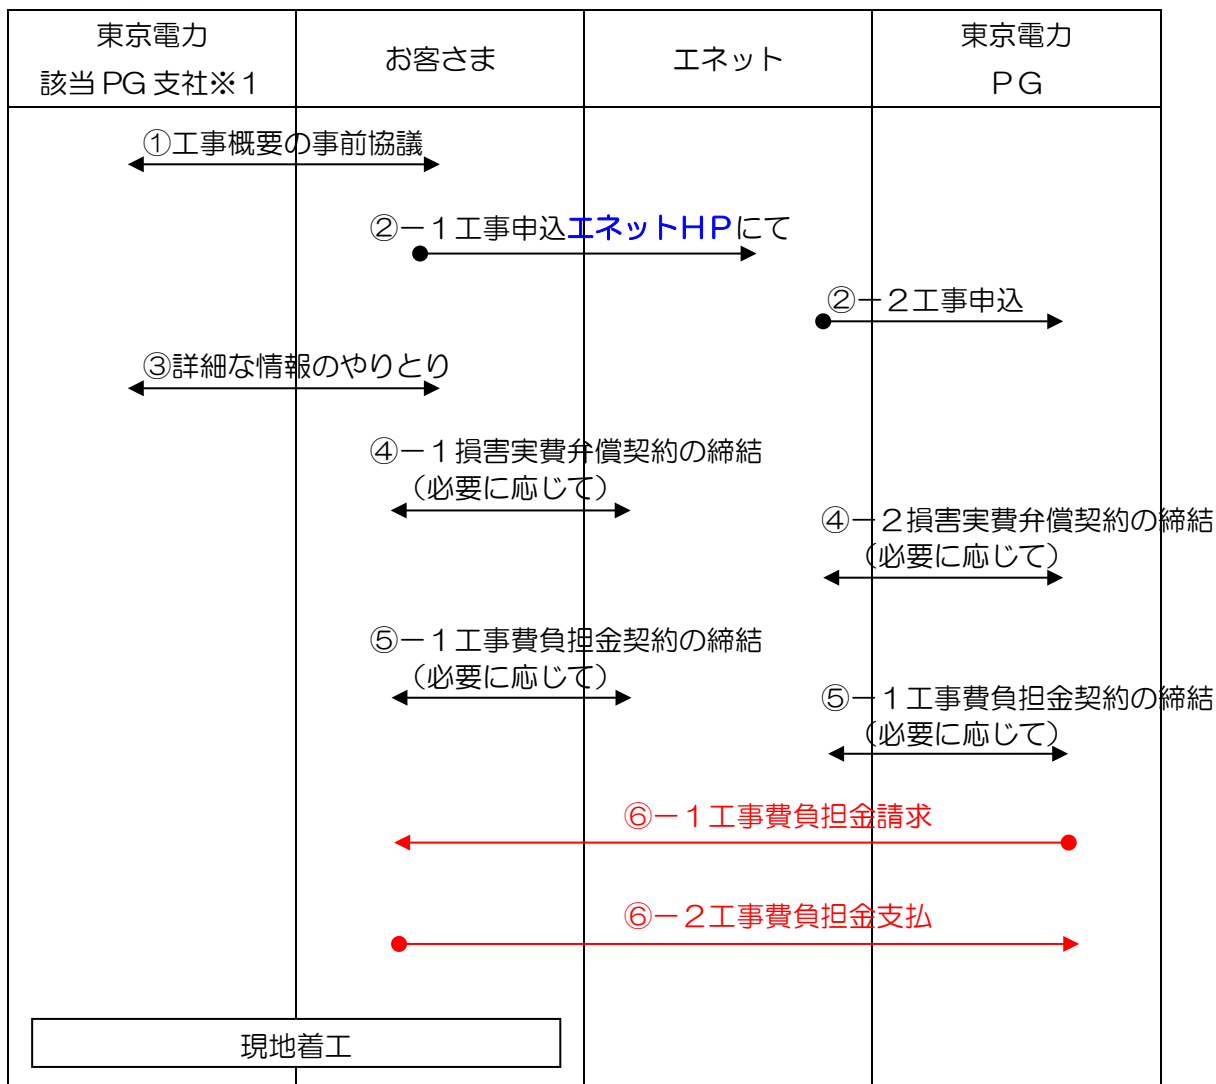 東京電力
該当PG支社※1
お客さま
エネット
東京電力
PG
①工事概要の事前協議
②-1工事申込エネットHPにて
②-2工事申込
③詳細な情報のやりとり
④-1損害実費弁償契約の締結
(必要に応じて)
④-2損害実費弁償契約の締結
(必要に応じて)
⑤-1工事費負担金契約の締結
(必要に応じて)
⑤-1工事費負担金契約の締結
(必要に応じて)
⑥-1工事費負担金請求
⑥-2工事費負担金支払
現地着工